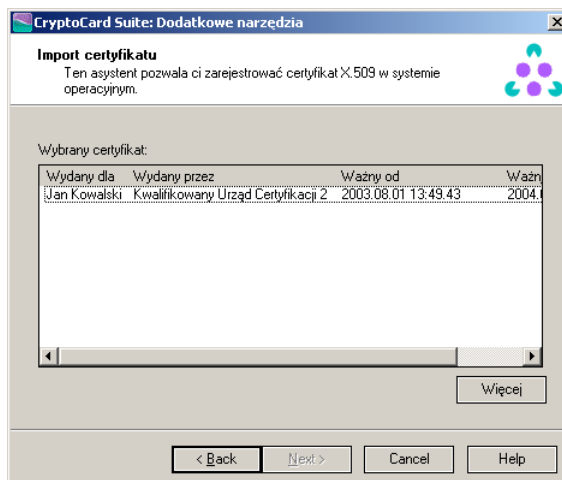 CryptoCard Suite: Dodatkowe narzędzia
Import certyfikatu
Ten asystent pozwala ci zarejestrować certyfikat X.509 w systemie
operacyjnym.
Wybrany certyfikat:
Wydany dla Wydany przez Ważny od Ważn
Jan Kowalski Kwalifikowany Urząd Certyfikacji 2 2003.08.01 13:49.43 2004.
Więcej
< Back Next > Cancel Help